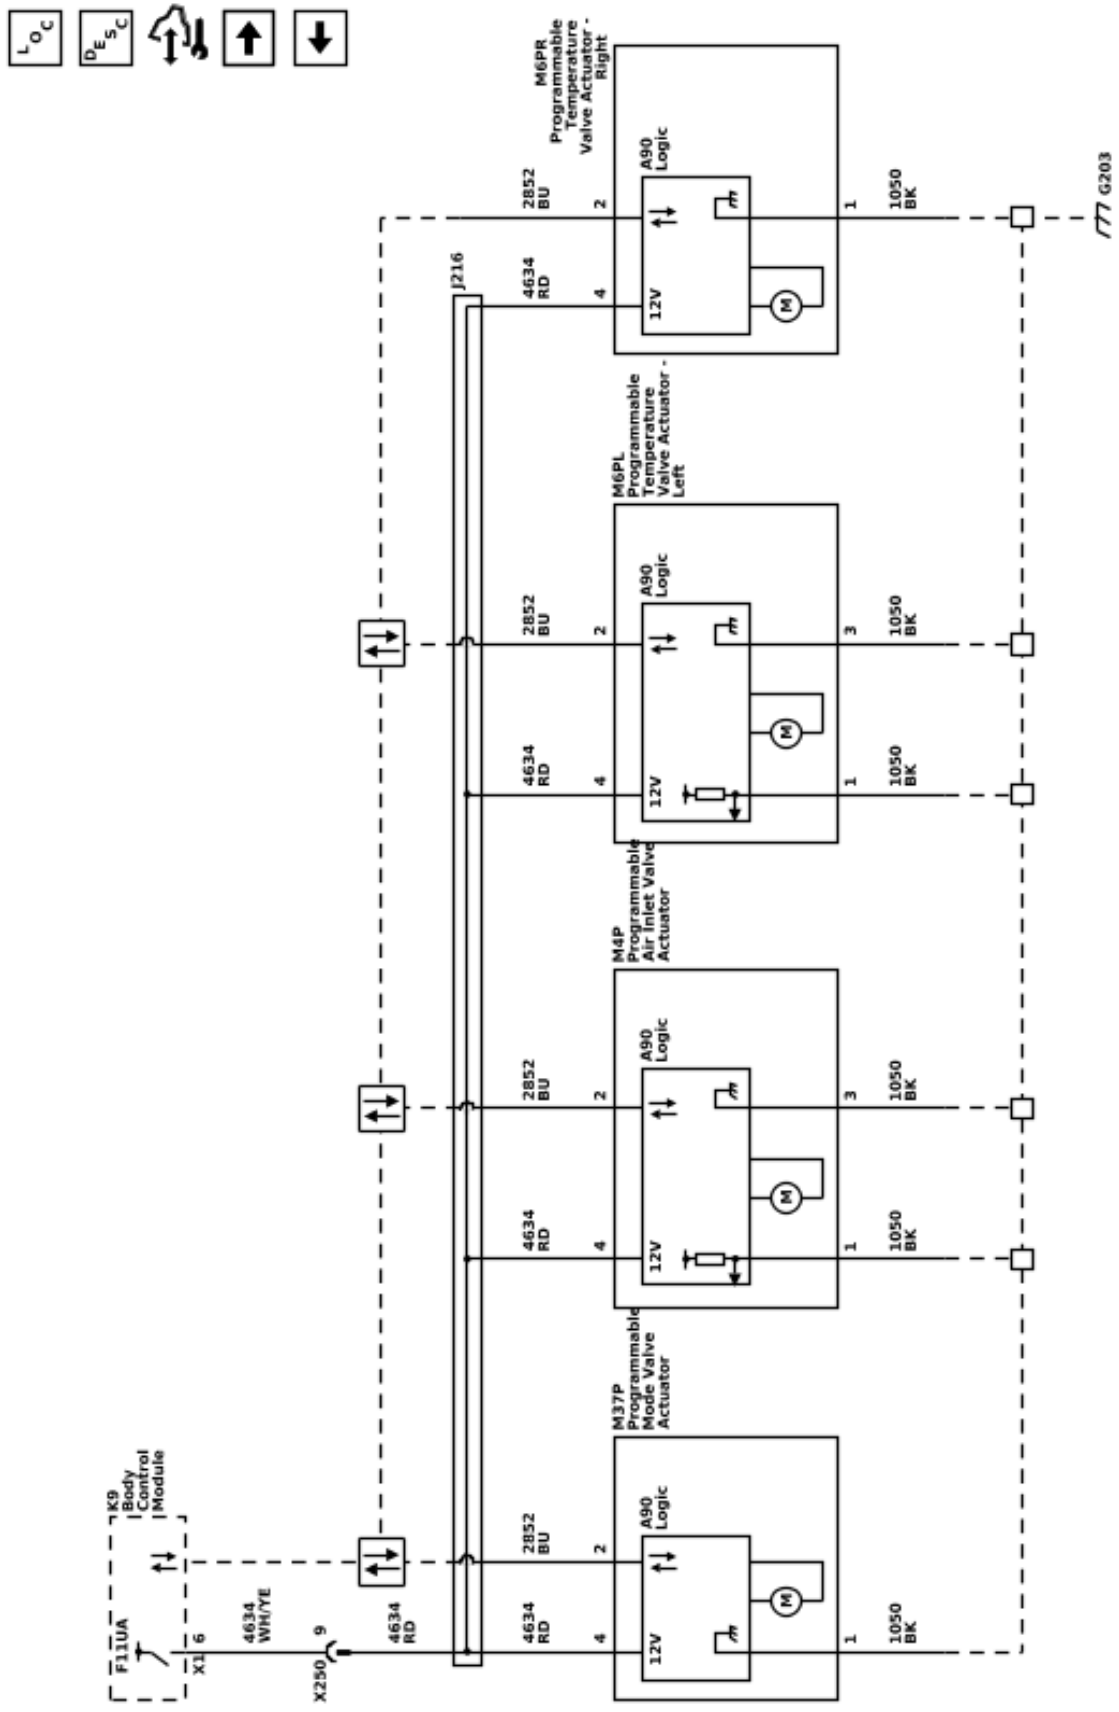 LOC
DESC
K9
Body
Control
Module
F11UA
6
X1
4634
WH/YE
9
X250
4634
RD
J216
4634
RD
2852
BU
4634
RD
2852
BU
4634
RD
2852
BU
4634
RD
2852
BU
4
2
4
2
4
2
4
2
M37P
Programmable
Mode Valve
Actuator
A90
Logic
12V
M
M4P
Programmable
Air Inlet Valve
Actuator
A90
Logic
12V
M
M6PL
Programmable
Temperature
Valve Actuator -
Left
A90
Logic
12V
M
M6PR
Programmable
Temperature
Valve Actuator -
Right
A90
Logic
12V
M
1
1
3
1
3
1
1050
BK
1050
BK
1050
BK
1050
BK
1050
BK
1050
BK
G203